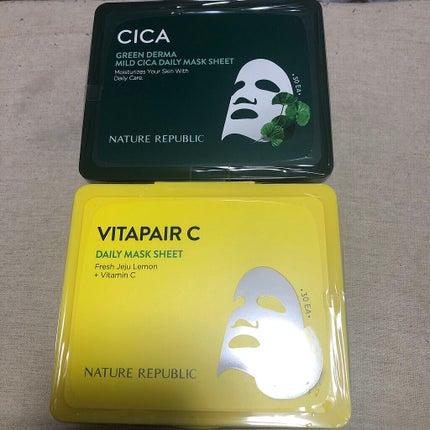 CICA
GREEN DERMA
MILD CICA DAILY MASK SHEET
Moisturizes Your Skin With
Daily Care.
•30 EA•
NATURE REPUBLIC
VITAPAIR C
DAILY MASK SHEET
Fresh Jeju Lemon
+ Vitamin C
•30 EA•
NATURE REPUBLIC